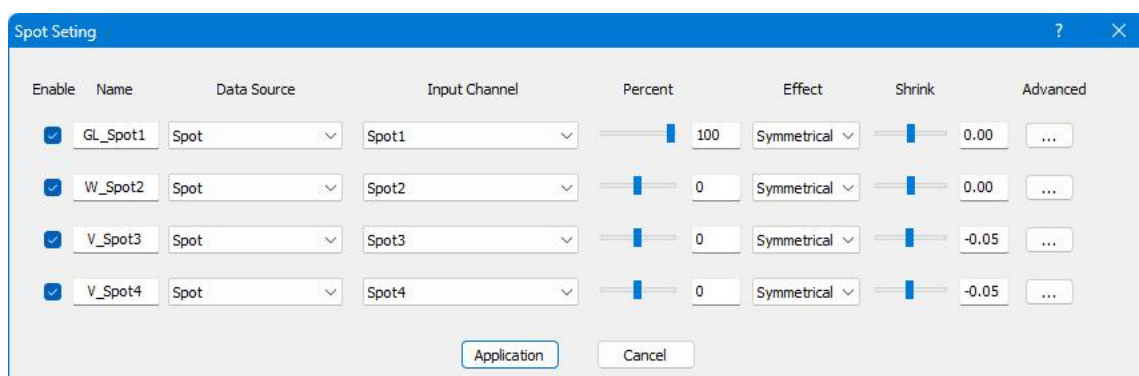 Spot Seting ?
Enable Name Data Source Input Channel Percent Effect Shrink Advanced
GL_Spot1 Spot Spot1 100 Symmetrical 0.00 ...
W_Spot2 Spot Spot2 0 Symmetrical 0.00 ...
V_Spot3 Spot Spot3 0 Symmetrical -0.05 ...
V_Spot4 Spot Spot4 0 Symmetrical -0.05 ...
Application Cancel